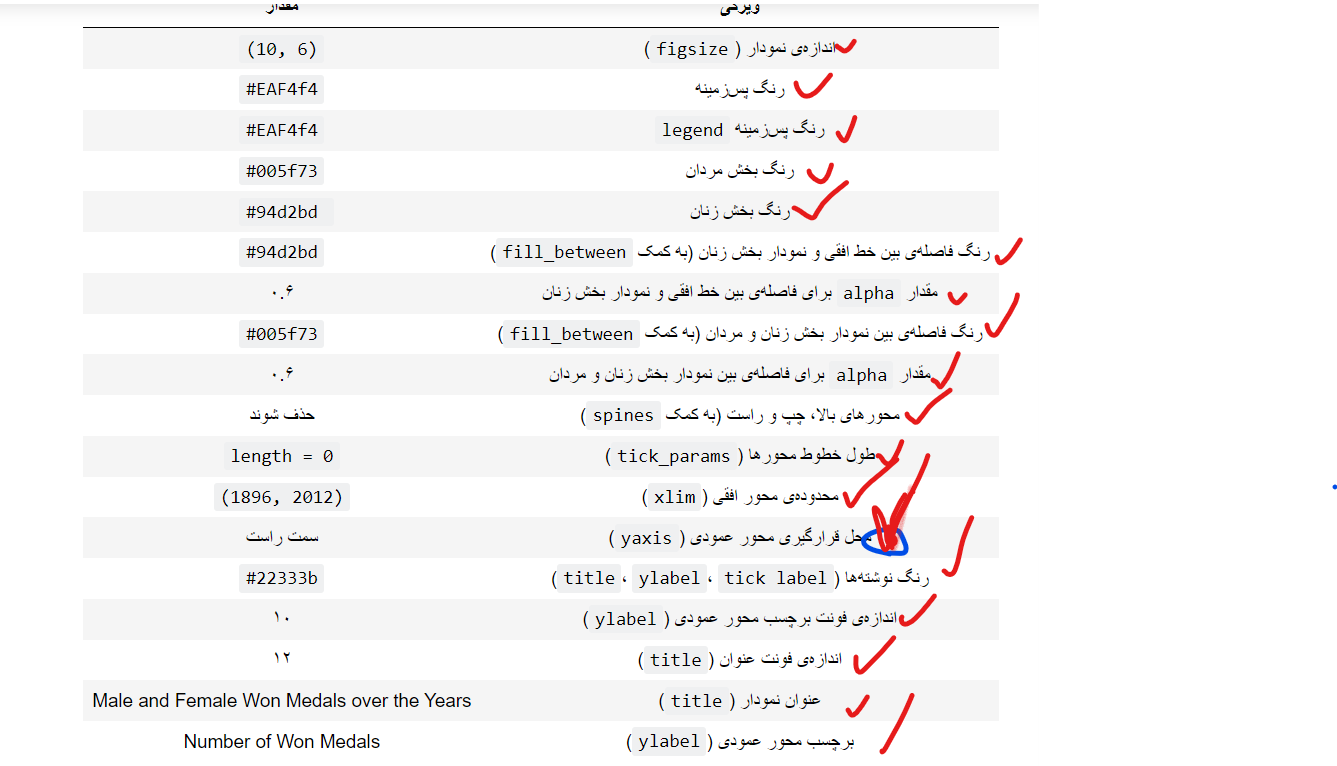 ویژگی مقدار
اندازه‌ی نمودار (figsize) (10, 6)
رنگ پس‌زمینه #EAF4f4
رنگ پس‌زمینه legend #EAF4f4
رنگ بخش مردان #005f73
رنگ بخش زنان #94d2bd
رنگ فاصله‌ی بین خط افقی و نمودار بخش زنان (به کمک fill_between) #94d2bd
مقدار alpha برای فاصله‌ی بین خط افقی و نمودار بخش زنان ۰.۶
رنگ فاصله‌ی بین نمودار بخش زنان و مردان (به کمک fill_between) #005f73
مقدار alpha برای فاصله‌ی بین نمودار بخش زنان و مردان ۰.۶
محورهای بالا، چپ و راست (به کمک spines) حذف شوند
طول خطوط محورها (tick_params) length = 0
محدوده‌ی محور افقی (xlim) (1896, 2012)
محل قرارگیری محور عمودی (yaxis) سمت راست
رنگ نوشته‌ها (title، ylabel، tick label) #22333b
اندازه‌ی فونت برچسب محور عمودی (ylabel) ۱۰
اندازه‌ی فونت عنوان (title) ۱۲
عنوان نمودار (title) Male and Female Won Medals over the Years
برچسب محور عمودی (ylabel) Number of Won Medals